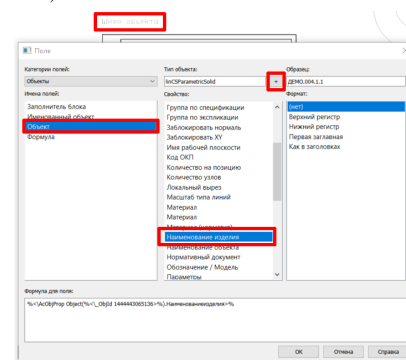 ШИФР ОБЪЕКТА
Поле
Категории полей:
Объекты
Имена полей:
Заполнитель блока
Именованный объект
Объект
Формула
Тип объекта:
linCSParametricSolid
Свойство:
Группа по спецификации
Группа по экспликации
Заблокировать нормаль
Заблокировать XY
Имя рабочей плоскости
Код ОКП
Количество на позицию
Количество узлов
Локальный вырез
Масштаб типа линий
Материал
Материал
Наименование изделия
Наименование объекта
Нормативный документ
Обозначение / Модель
Параметры
Образец:
ДЕМО.004.1.1
Формат:
(нет)
Верхний регистр
Нижний регистр
Первая заглавная
Как в заголовках
Формула для поля:
%<\AcObjProp Object(%<\_ObjId 1444443065136>%).Наименованиеизделия>%
OK
Отмена
Справка